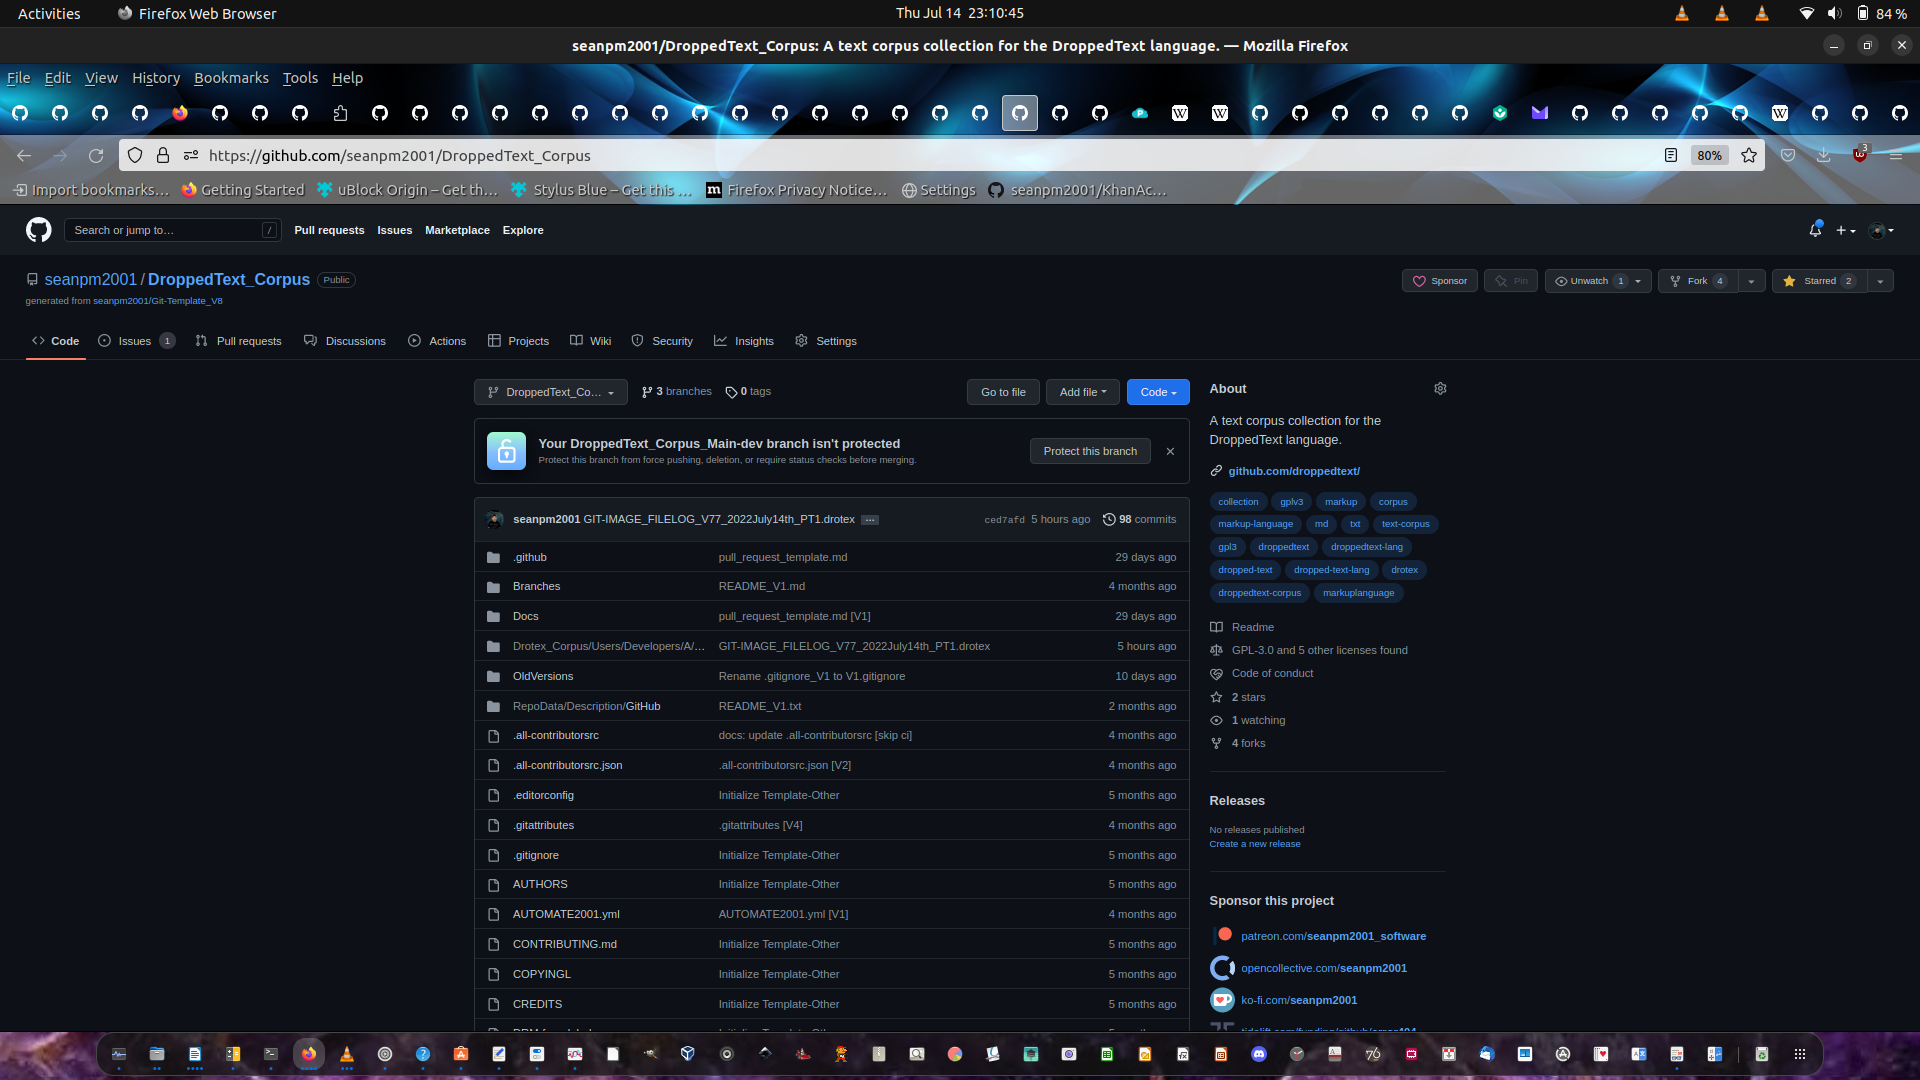 Activities
Firefox Web Browser
Thu Jul 14 23:10:45
84 %
seanpm2001/DroppedText_Corpus: A text corpus collection for the DroppedText language. — Mozilla Firefox
File Edit View History Bookmarks Tools Help
https://github.com/seanpm2001/DroppedText_Corpus
80%
3
Import bookmarks...
Getting Started
uBlock Origin – Get th...
Stylus Blue – Get this ...
Firefox Privacy Notice...
Settings
seanpm2001/KhanAc...
Search or jump to…
/
Pull requests Issues Marketplace Explore
seanpm2001 / DroppedText_Corpus Public
generated from seanpm2001/Git-Template_V8
Sponsor
Pin
Unwatch 1
Fork 4
Starred 2
Code
Issues 1
Pull requests
Discussions
Actions
Projects
Wiki
Security
Insights
Settings
DroppedText_Co…
3 branches
0 tags
Go to file
Add file
Code
Your DroppedText_Corpus_Main-dev branch isn't protected
Protect this branch from force pushing, deletion, or require status checks before merging.
Protect this branch
seanpm2001 GIT-IMAGE_FILELOG_V77_2022July14th_PT1.drotex …
ced7afd 5 hours ago
98 commits
.github pull_request_template.md 29 days ago
Branches README_V1.md 4 months ago
Docs pull_request_template.md [V1] 29 days ago
Drotex_Corpus/Users/Developers/A/… GIT-IMAGE_FILELOG_V77_2022July14th_PT1.drotex 5 hours ago
OldVersions Rename .gitignore_V1 to V1.gitignore 10 days ago
RepoData/Description/GitHub README_V1.txt 2 months ago
.all-contributorsrc docs: update .all-contributorsrc [skip ci] 4 months ago
.all-contributorsrc.json .all-contributorsrc.json [V2] 4 months ago
.editorconfig Initialize Template-Other 5 months ago
.gitattributes .gitattributes [V4] 4 months ago
.gitignore Initialize Template-Other 5 months ago
AUTHORS Initialize Template-Other 5 months ago
AUTOMATE2001.yml AUTOMATE2001.yml [V1] 4 months ago
CONTRIBUTING.md Initialize Template-Other 5 months ago
COPYINGL Initialize Template-Other 5 months ago
CREDITS Initialize Template-Other 5 months ago
About
A text corpus collection for the
DroppedText language.
github.com/droppedtext/
collection gplv3 markup corpus
markup-language md txt text-corpus
gpl3 droppedtext droppedtext-lang
dropped-text dropped-text-lang drotex
droppedtext-corpus markuplanguage
Readme
GPL-3.0 and 5 other licenses found
Code of conduct
2 stars
1 watching
4 forks
Releases
No releases published
Create a new release
Sponsor this project
patreon.com/seanpm2001_software
opencollective.com/seanpm2001
ko-fi.com/seanpm2001